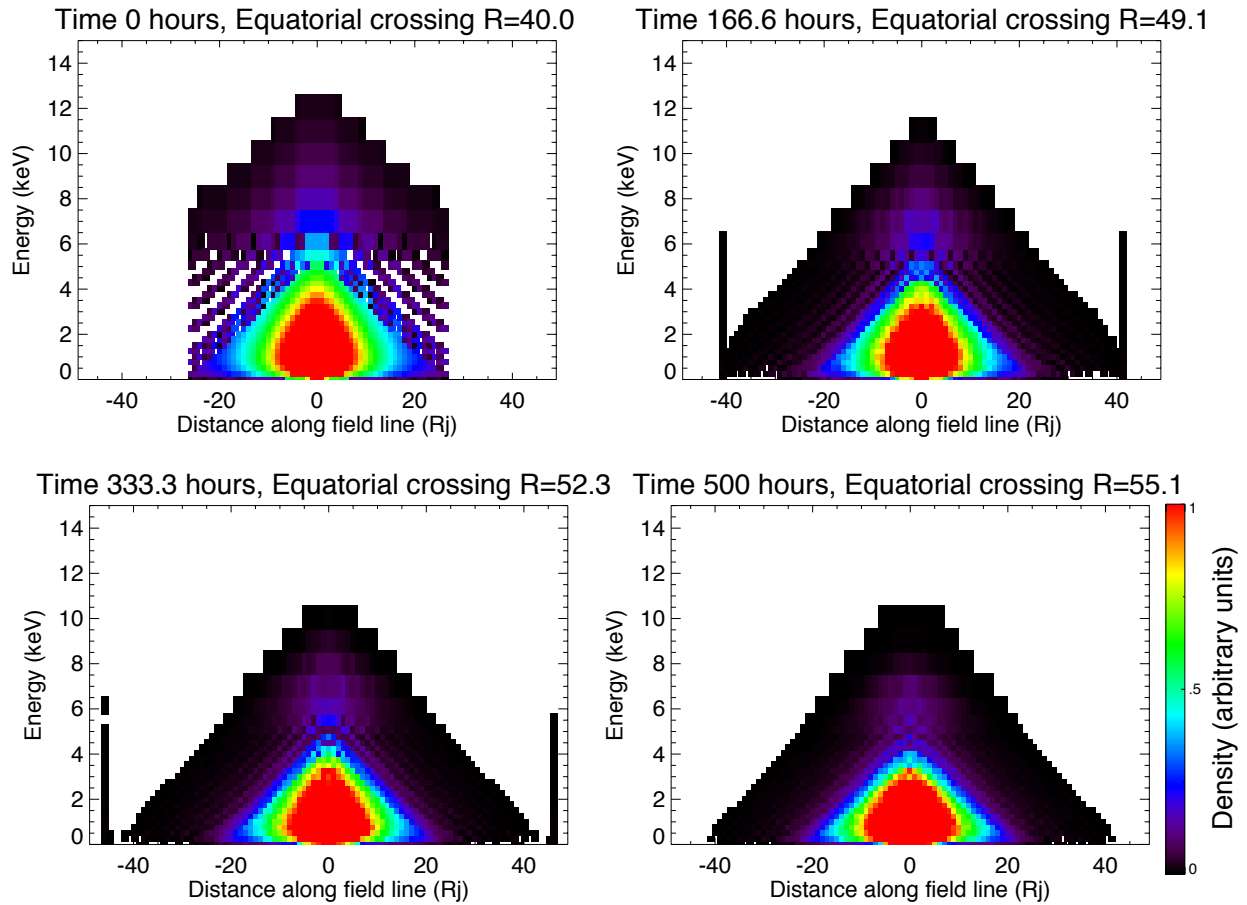 Time 0 hours, Equatorial crossing R=40.0
14
12
10
8
6
4
2
0
Energy (keV)
-40 -20 0 20 40
Distance along field line (Rj)
Time 166.6 hours, Equatorial crossing R=49.1
14
12
10
8
6
4
2
0
Energy (keV)
-40 -20 0 20 40
Distance along field line (Rj)
Time 333.3 hours, Equatorial crossing R=52.3
14
12
10
8
6
4
2
0
Energy (keV)
-40 -20 0 20 40
Distance along field line (Rj)
Time 500 hours, Equatorial crossing R=55.1
14
12
10
8
6
4
2
0
Energy (keV)
-40 -20 0 20 40
Distance along field line (Rj)
1
.5
0
Density (arbitrary units)